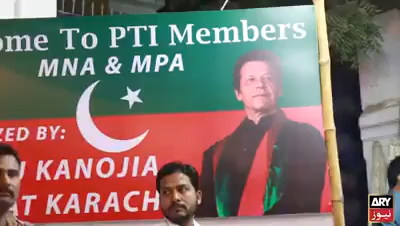 ome To PTI Members
MNA & MPA
ZED BY:
KANOJIA
T KARACH
ARY
نیوز